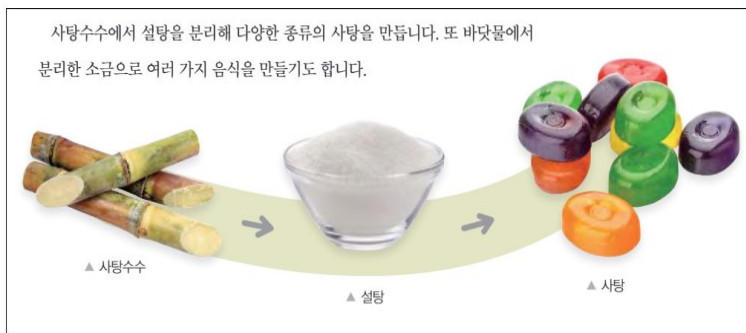 사탕수수에서 설탕을 분리해 다양한 종류의 사탕을 만듭니다. 또 바닷물에서
분리한 소금으로 여러 가지 음식을 만들기도 합니다.
▲ 사탕수수
▲ 설탕
▲ 사탕